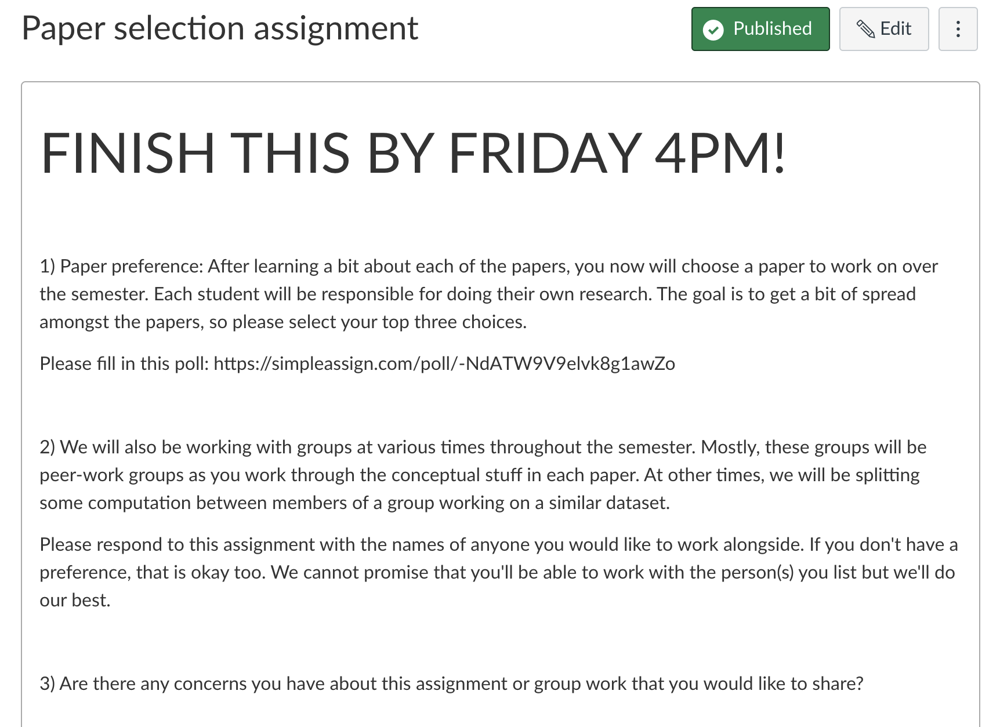 Paper selection assignment
Published
Edit
FINISH THIS BY FRIDAY 4PM!
1) Paper preference: After learning a bit about each of the papers, you now will choose a paper to work on over
the semester. Each student will be responsible for doing their own research. The goal is to get a bit of spread
amongst the papers, so please select your top three choices.
Please fill in this poll: https://simpleassign.com/poll/-NdATW9V9elvk8g1awZo
2) We will also be working with groups at various times throughout the semester. Mostly, these groups will be
peer-work groups as you work through the conceptual stuff in each paper. At other times, we will be splitting
some computation between members of a group working on a similar dataset.
Please respond to this assignment with the names of anyone you would like to work alongside. If you don't have a
preference, that is okay too. We cannot promise that you'll be able to work with the person(s) you list but we'll do
our best.
3) Are there any concerns you have about this assignment or group work that you would like to share?